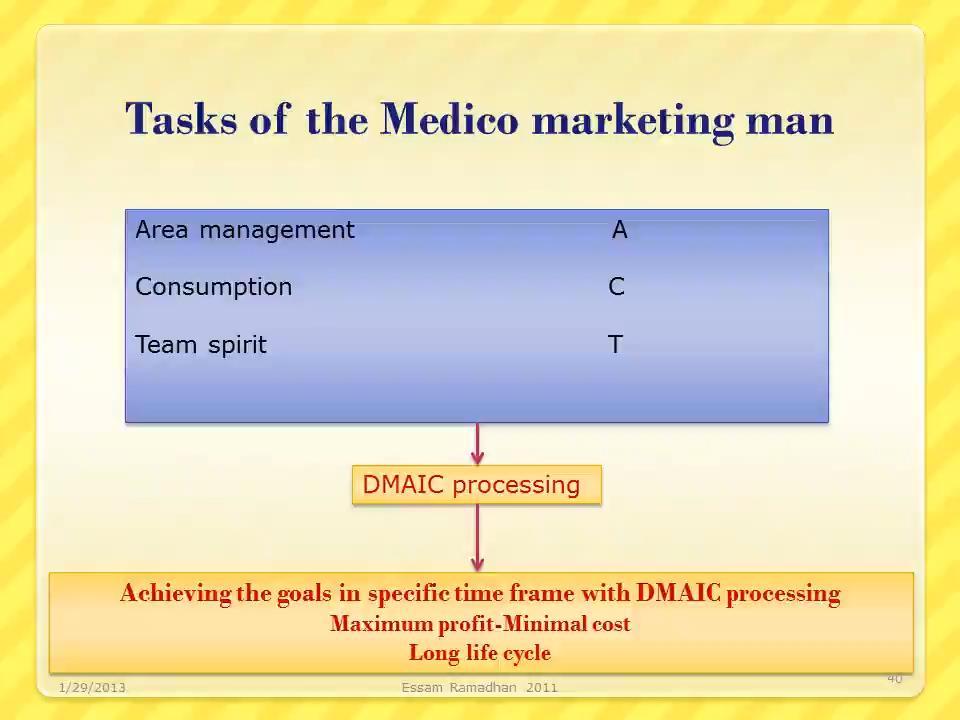 Tasks of the Medico marketing man
Area management A
Consumption C
Team spirit T
DMAIC processing
Achieving the goals in specific time frame with DMAIC processing
Maximum profit-Minimal cost
Long life cycle
1/29/2013 Essam Ramadhan 2011 40